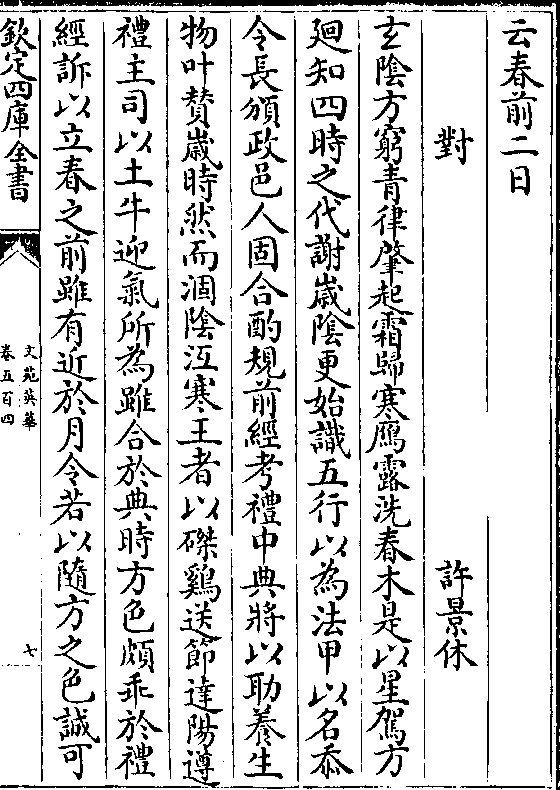 云春前二日
對　許景休
玄陰方窮青律肇起霜歸寒鴈露洗春木是以星駕方
廻知四時之代謝嵗陰更始識五行以為法甲以名忝
令長頒政邑人固合酌規前經考禮中典將以助養生
物叶賛嵗時然而涸陰沍寒王者以磔鷄送節達陽遵
禮主司以土牛迎氣所為雖合於典時方色頗乖於禮
經訴以立春之前雖有近於月令若以隨方之色誠可
欽定四庫全書
文苑英華
卷五百四
七